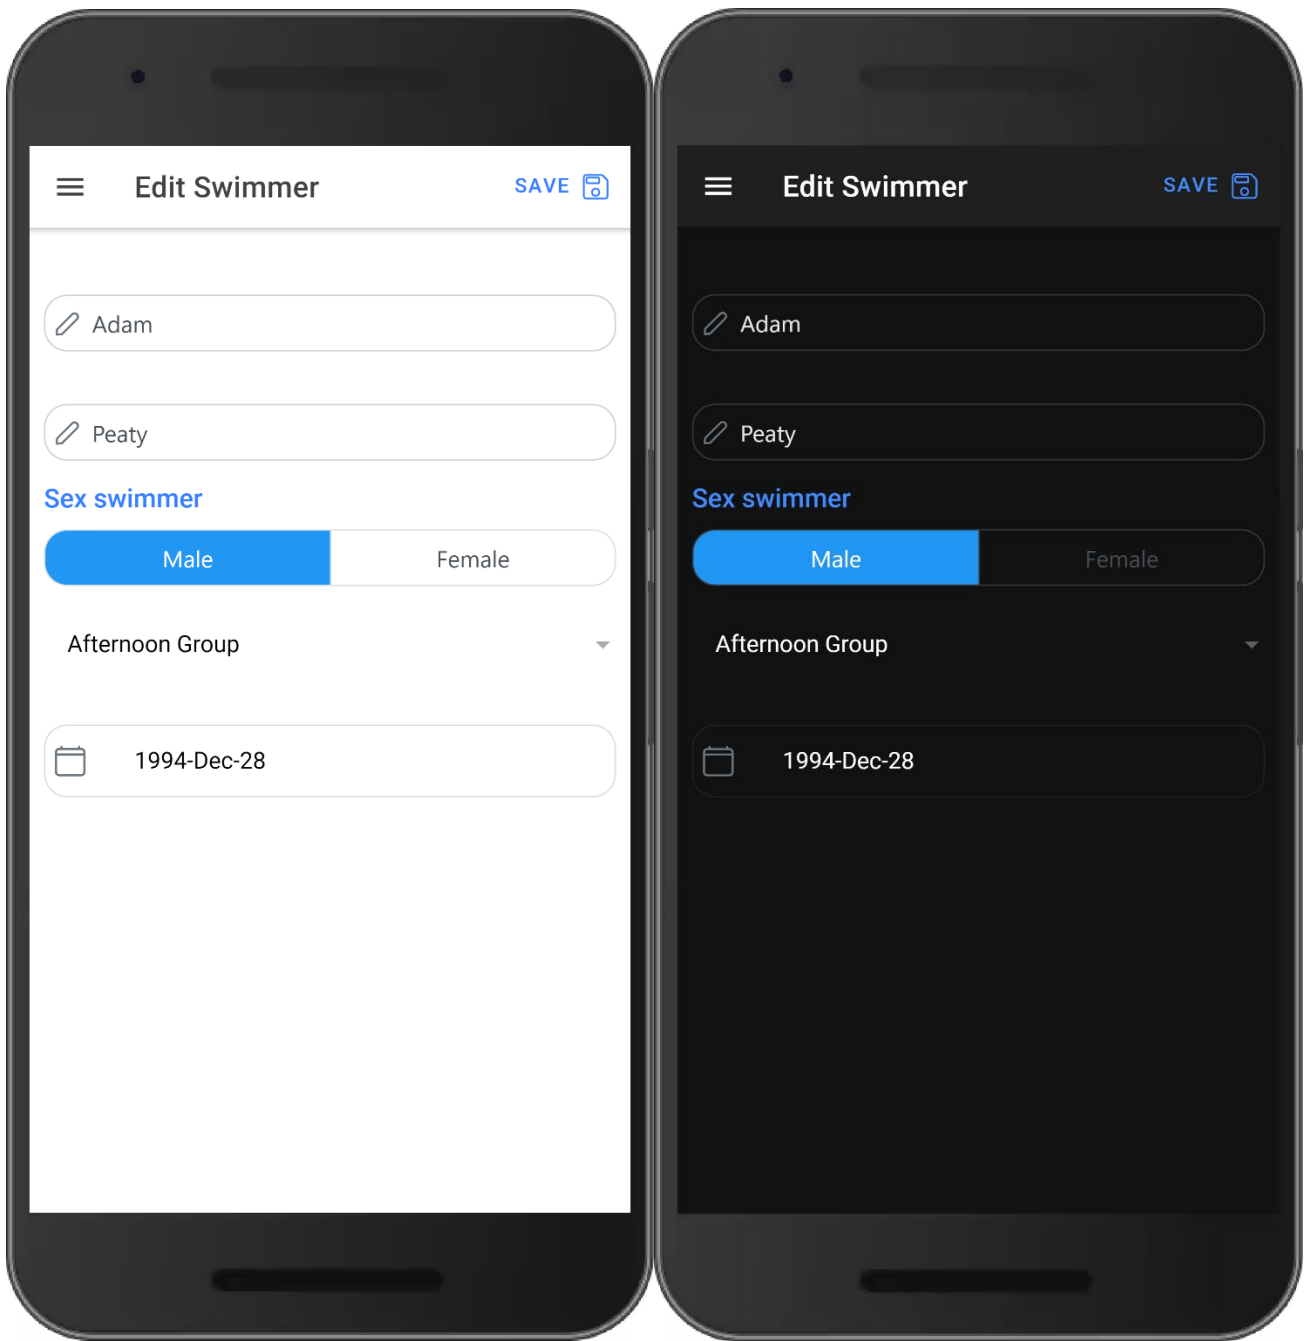 Edit Swimmer SAVE
Adam
Peaty
Sex swimmer
Male Female
Afternoon Group
1994-Dec-28
Edit Swimmer SAVE
Adam
Peaty
Sex swimmer
Male Female
Afternoon Group
1994-Dec-28